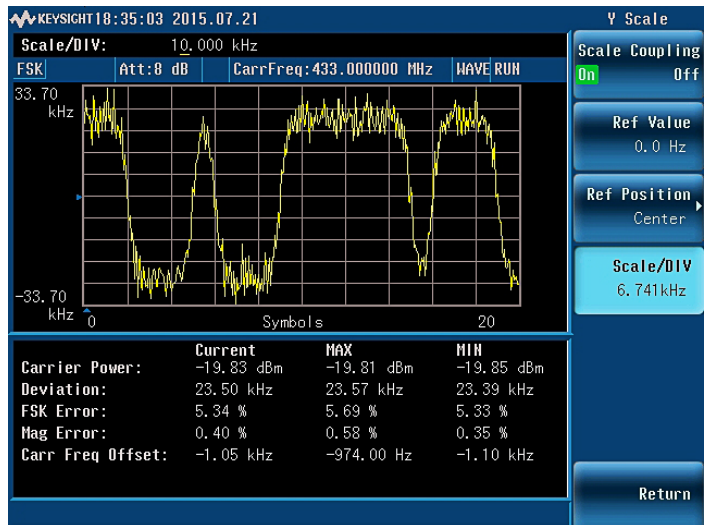 KEYSIGHT 18:35:03 2015.07.21
Scale/DIV: 10.000 kHz
FSK Att:8 dB CarrFreq:433.000000 MHz WAVE RUN
33.70
kHz
-33.70
kHz
0 Symbols 20
Current MAX MIN
Carrier Power: -19.83 dBm -19.81 dBm -19.85 dBm
Deviation: 23.50 kHz 23.57 kHz 23.39 kHz
FSK Error: 5.34 % 5.69 % 5.33 %
Mag Error: 0.40 % 0.58 % 0.35 %
Carr Freq Offset: -1.05 kHz -974.00 Hz -1.10 kHz
Y Scale
Scale Coupling
On Off
Ref Value
0.0 Hz
Ref Position
Center
Scale/DIV
6.741kHz
Return